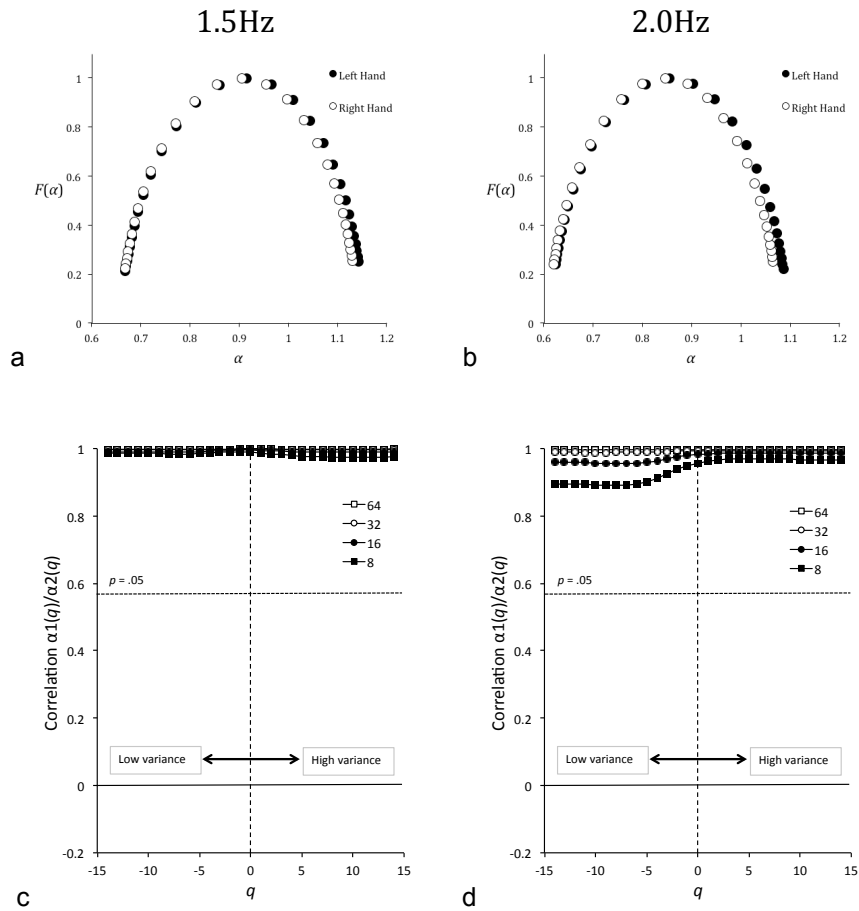 1.5Hz
2.0Hz
1
0.8
0.6
F(α)
0.4
0.2
0
0.6 0.7 0.8 0.9 1 1.1 1.2
α
Left Hand
Right Hand
a
1
0.8
0.6
F(α)
0.4
0.2
0
0.6 0.7 0.8 0.9 1 1.1 1.2
α
Left Hand
Right Hand
b
Correlation α1(q)/α2(q)
1
0.8
0.6
0.4
0.2
0
-0.2
64
32
16
8
p = .05
Low variance
High variance
-15 -10 -5 0 5 10 15
q
c
Correlation α1(q)/α2(q)
1
0.8
0.6
0.4
0.2
0
-0.2
64
32
16
8
p = .05
Low variance
High variance
-15 -10 -5 0 5 10 15
q
d